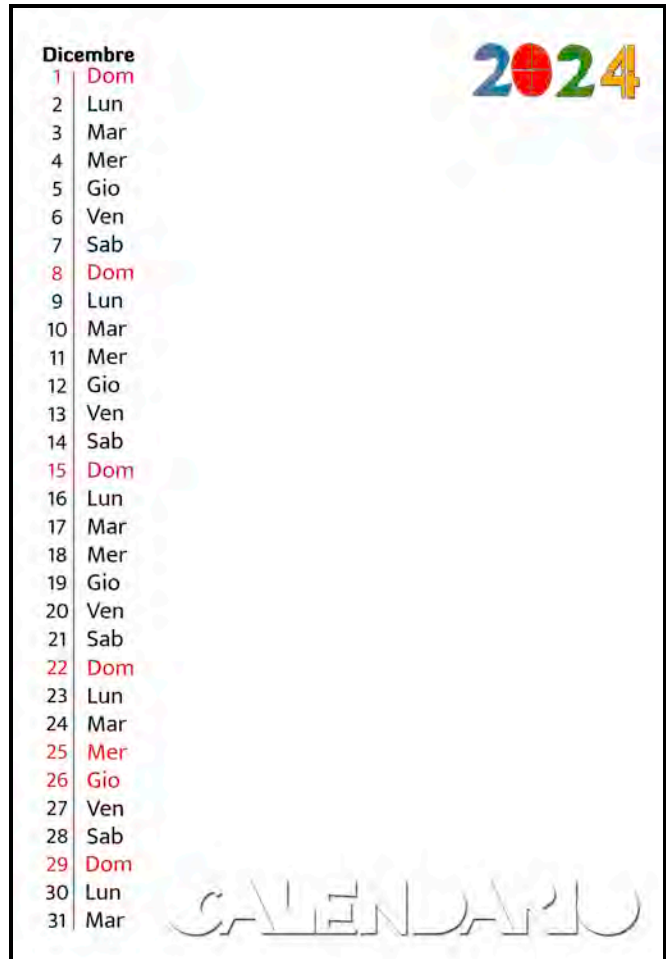 Dicembre
2024
1 Dom
2 Lun
3 Mar
4 Mer
5 Gio
6 Ven
7 Sab
8 Dom
9 Lun
10 Mar
11 Mer
12 Gio
13 Ven
14 Sab
15 Dom
16 Lun
17 Mar
18 Mer
19 Gio
20 Ven
21 Sab
22 Dom
23 Lun
24 Mar
25 Mer
26 Gio
27 Ven
28 Sab
29 Dom
30 Lun
31 Mar
CALENDARIO